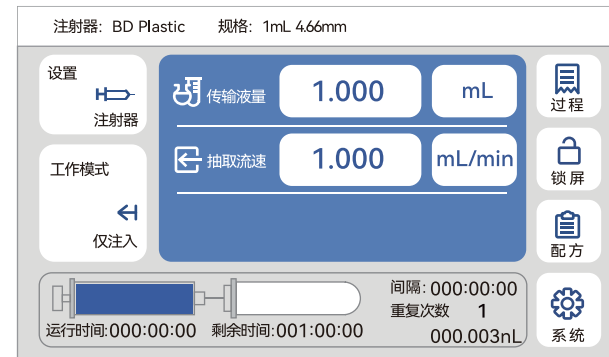 注射器: BD Plastic 规格: 1mL 4.66mm
设置
注射器
传输液量 1.000 mL
过程
工作模式
抽取流速 1.000 mL/min
锁屏
仅注入
配方
间隔: 000:00:00
重复次数 1
运行时间:000:00:00 剩余时间:001:00:00
000.003nL
系统